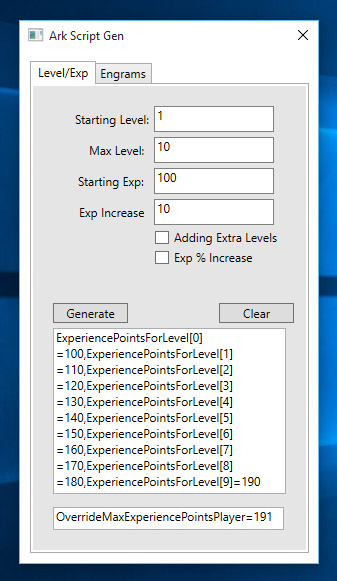 Ark Script Gen
Level/Exp
Engrams
Starting Level:
1
Max Level:
10
Starting Exp:
100
Exp Increase
10
Adding Extra Levels
Exp % Increase
Generate
Clear
ExperiencePointsForLevel[0]
=100,ExperiencePointsForLevel[1]
=110,ExperiencePointsForLevel[2]
=120,ExperiencePointsForLevel[3]
=130,ExperiencePointsForLevel[4]
=140,ExperiencePointsForLevel[5]
=150,ExperiencePointsForLevel[6]
=160,ExperiencePointsForLevel[7]
=170,ExperiencePointsForLevel[8]
=180,ExperiencePointsForLevel[9]=190
OverrideMaxExperiencePointsPlayer=191